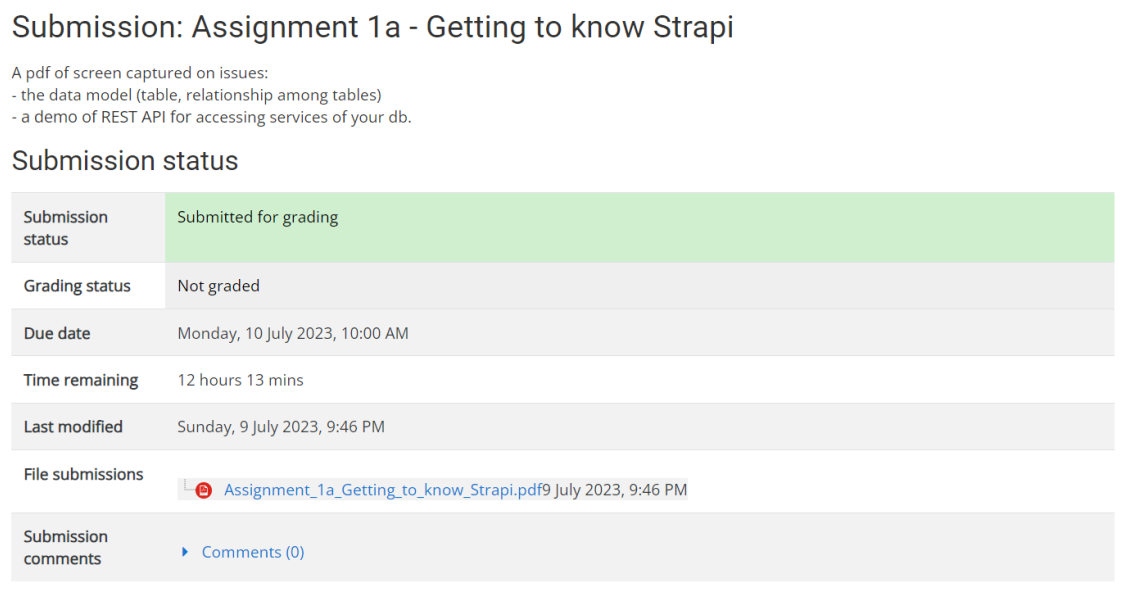 Submission: Assignment 1a - Getting to know Strapi
A pdf of screen captured on issues:
- the data model (table, relationship among tables)
- a demo of REST API for accessing services of your db.
Submission status
Submission status
Submitted for grading
Grading status
Not graded
Due date
Monday, 10 July 2023, 10:00 AM
Time remaining
12 hours 13 mins
Last modified
Sunday, 9 July 2023, 9:46 PM
File submissions
Assignment_1a_Getting_to_know_Strapi.pdf9 July 2023, 9:46 PM
Submission comments
Comments (0)